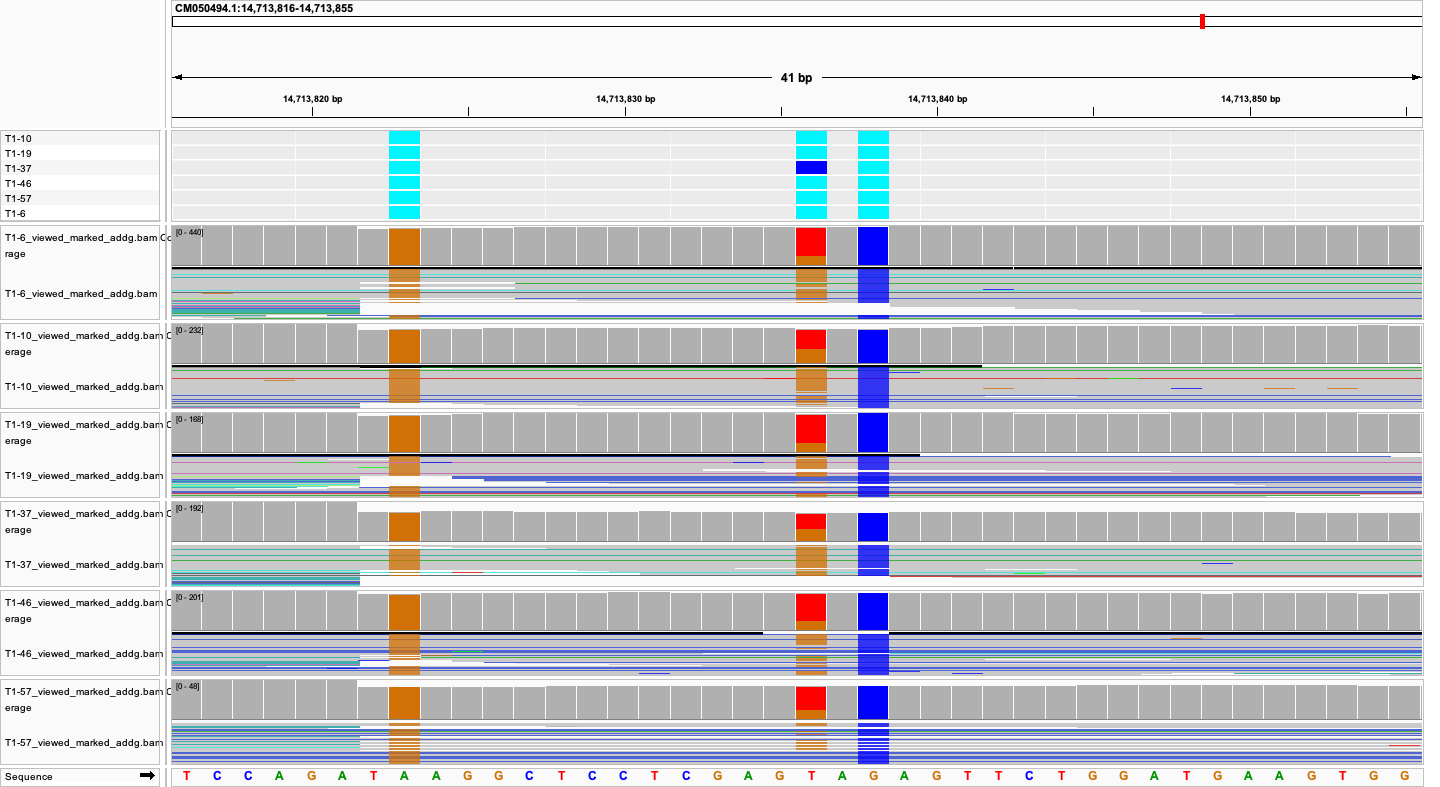 CM050494.1:14,713,816-14,713,855
41 bp
14,713,820 bp 14,713,830 bp 14,713,840 bp 14,713,850 bp
T1-10
T1-19
T1-37
T1-46
T1-57
T1-6
T1-6_viewed_marked_addg.bam Co
rage
[0 - 440]
T1-6_viewed_marked_addg.bam
T1-10_viewed_marked_addg.bam C
erage
[0 - 232]
T1-10_viewed_marked_addg.bam
T1-19_viewed_marked_addg.bam C
erage
[0 - 168]
T1-19_viewed_marked_addg.bam
T1-37_viewed_marked_addg.bam C
erage
[0 - 192]
T1-37_viewed_marked_addg.bam
T1-46_viewed_marked_addg.bam C
erage
[0 - 201]
T1-46_viewed_marked_addg.bam
T1-57_viewed_marked_addg.bam C
erage
[0 - 48]
T1-57_viewed_marked_addg.bam
Sequence T C C A G A T A A G G C T C C T C G A G T A G A G T T C T G G A T G A A G T G G